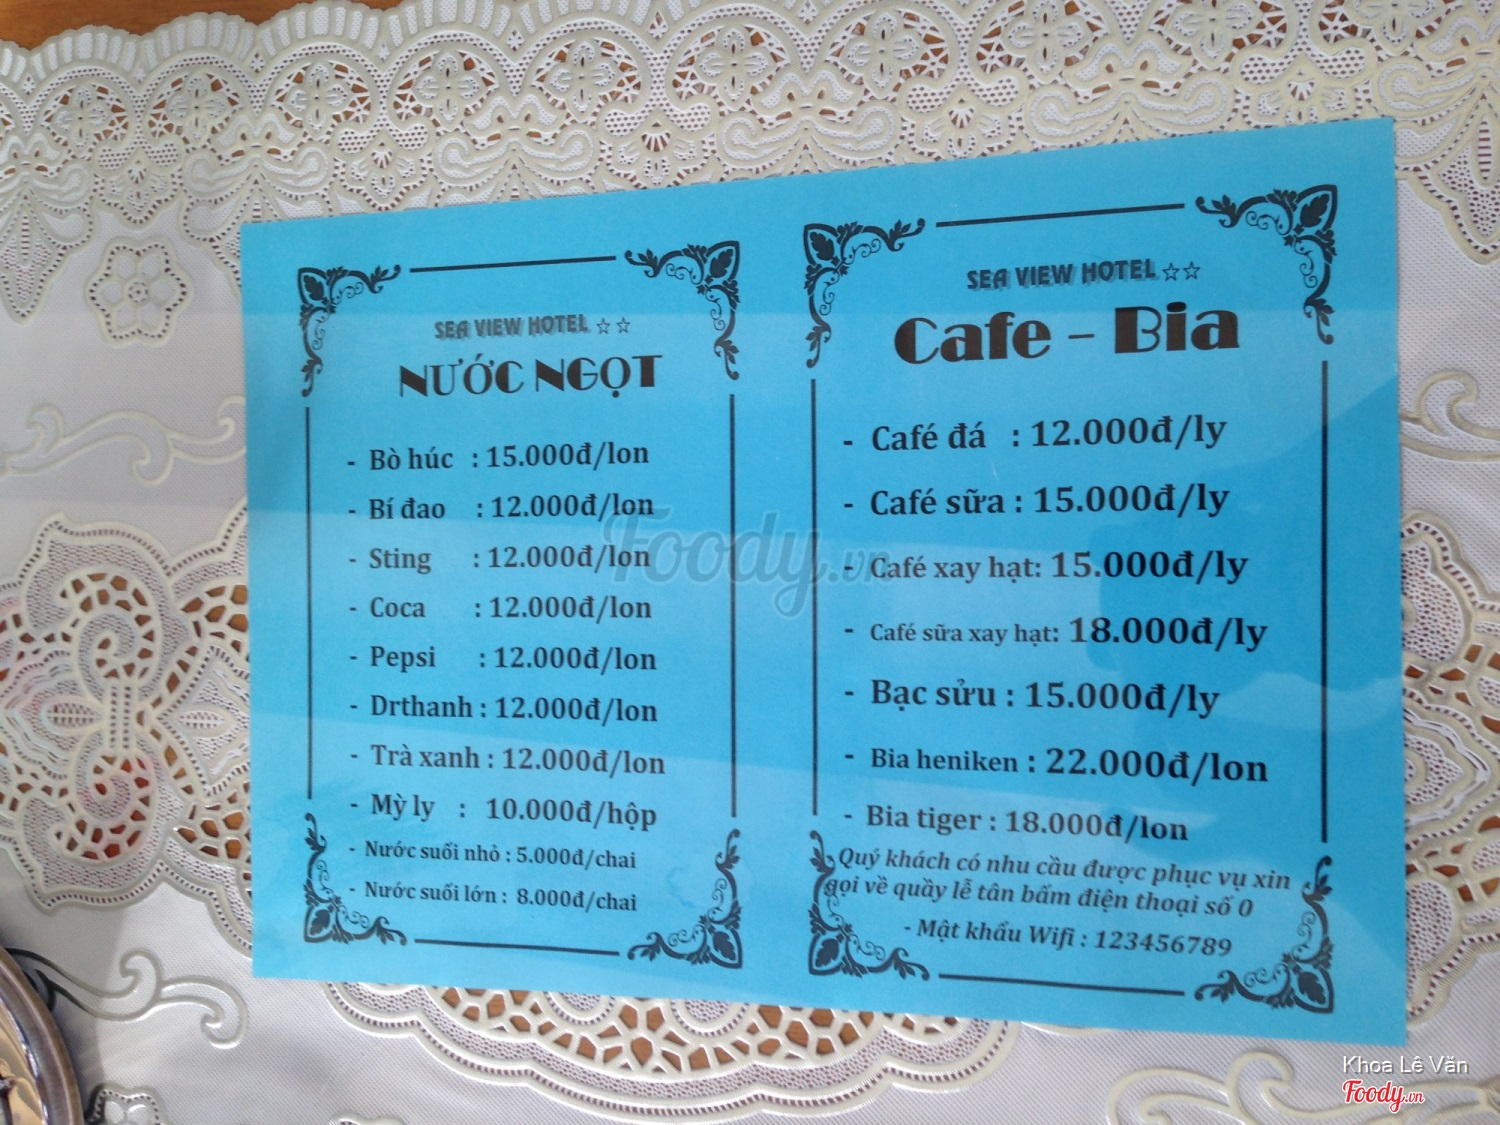 SEA VIEW HOTEL ☆☆
NƯỚC NGỌT
- Bò húc : 15.000đ/lon
- Bí đao : 12.000đ/lon
- Sting : 12.000đ/lon
- Coca : 12.000đ/lon
- Pepsi : 12.000đ/lon
- Drthanh : 12.000đ/lon
- Trà xanh : 12.000đ/lon
- Mỳ ly : 10.000đ/hộp
- Nước suối nhỏ : 5.000đ/chai
- Nước suối lớn : 8.000đ/chai
SEA VIEW HOTEL ☆☆
Cafe - Bia
- Café đá : 12.000đ/ly
- Café sữa : 15.000đ/ly
- Café xay hạt: 15.000đ/ly
- Café sữa xay hạt: 18.000đ/ly
- Bạc sửu : 15.000đ/ly
- Bia heniken : 22.000đ/lon
- Bia tiger : 18.000đ/lon
Quý khách có nhu cầu được phục vụ xin
gọi về quầy lễ tân bấm điện thoại số 0
- Mật khẩu Wifi : 123456789
Foody.vn
Khoa Lê Văn
Foody.vn